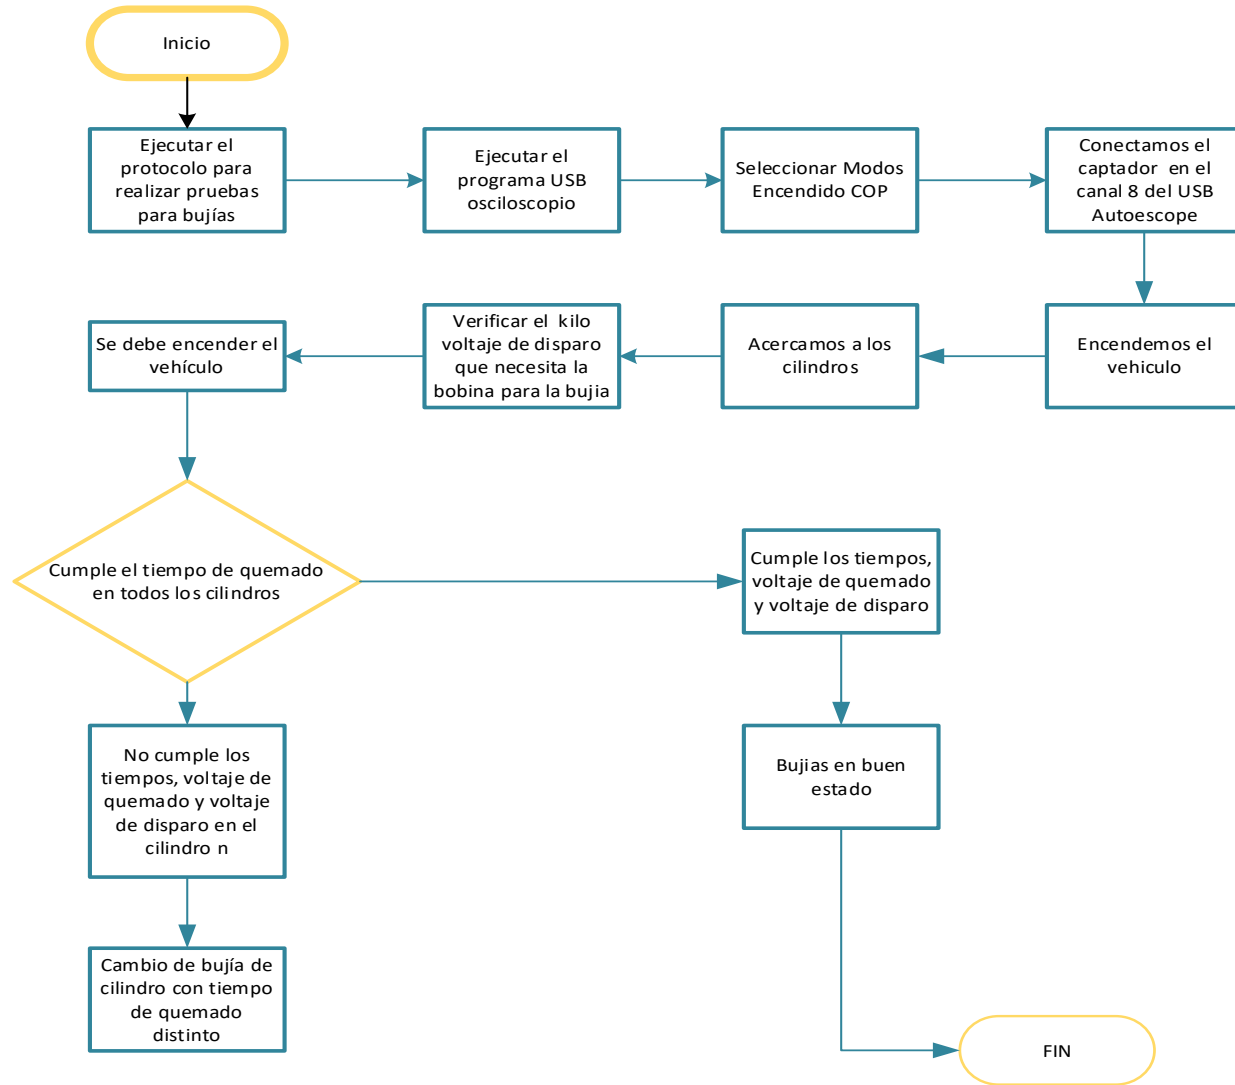 Inicio
Ejecutar el
protocolo para
realizar pruebas
para bujías
Ejecutar el
programa USB
osciloscopio
Seleccionar Modos
Encendido COP
Conectamos el
captador en el
canal 8 del USB
Autoescope
Encendemos el
vehiculo
Acercamos a los
cilindros
Verificar el kilo
voltaje de disparo
que necesita la
bobina para la bujia
Se debe encender el
vehículo
Cumple el tiempo de quemado
en todos los cilindros
Cumple los tiempos,
voltaje de quemado
y voltaje de disparo
No cumple los
tiempos, voltaje de
quemado y voltaje
de disparo en el
cilindro n
Bujias en buen
estado
Cambio de bujía de
cilindro con tiempo
de quemado
distinto
FIN